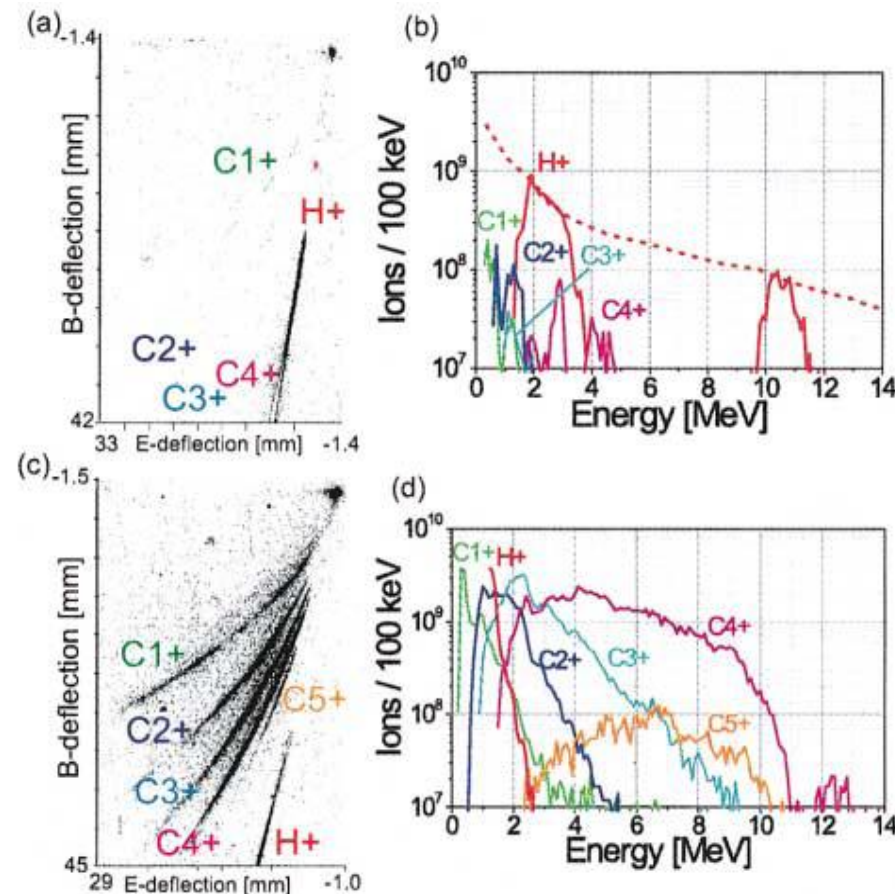 (a)
-1.4
B-deflection [mm]
C1+
H+
C2+
C4+
C3+
42
33 E-deflection [mm] -1.4
(b)
Ions / 100 keV
10^10
10^9
10^8
10^7
H+
C1+
C2+
C3+
C4+
0 2 4 6 8 10 12 14
Energy [MeV]
(c)
-1.5
B-deflection [mm]
C1+
C5+
C2+
C3+
C4+
H+
45
29 E-deflection [mm] -1.0
(d)
Ions / 100 keV
10^10
10^9
10^8
10^7
C1+
H+
C2+
C3+
C4+
C5+
0 2 4 6 8 10 12 14
Energy [MeV]